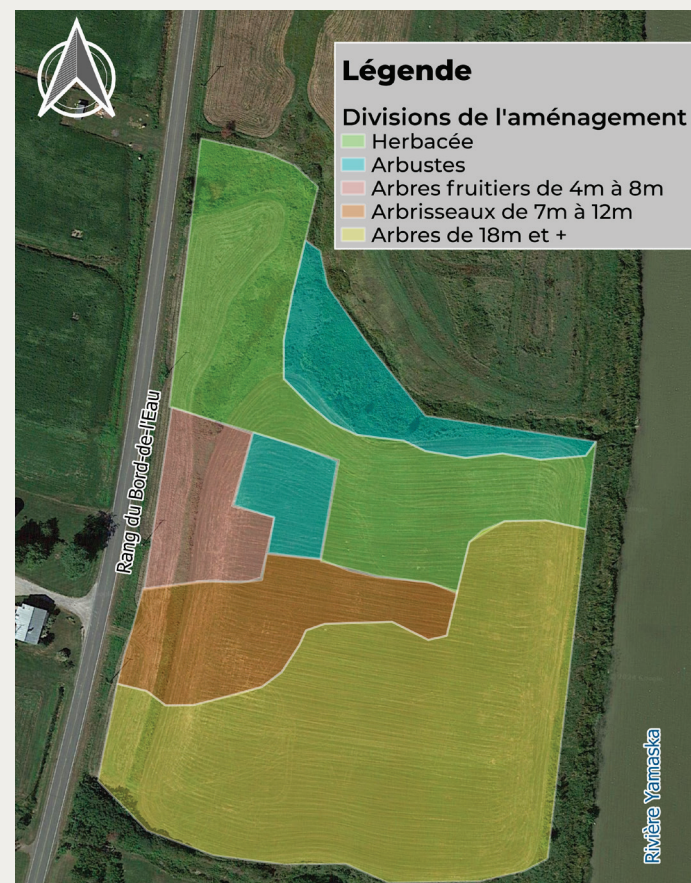 Légende
Divisions de l'aménagement
Herbacée
Arbustes
Arbres fruitiers de 4m à 8m
Arbrisseaux de 7m à 12m
Arbres de 18m et +
Rang du Bord-de-l'Eau
Rivière Yamaska